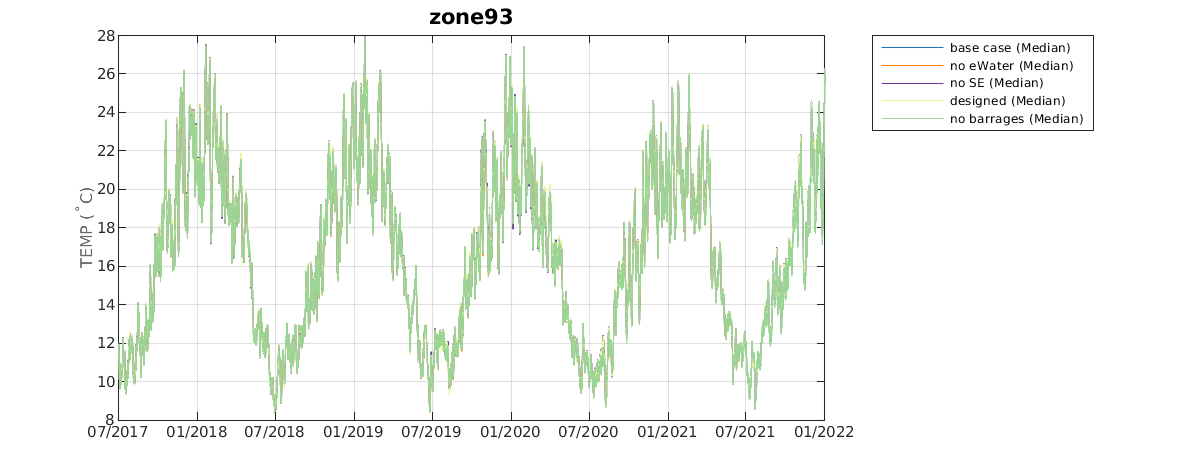 zone93
28
26
24
22
20
18
16
14
12
10
8
TEMP (˚C)
07/2017 01/2018 07/2018 01/2019 07/2019 01/2020 07/2020 01/2021 07/2021 01/2022
base case (Median)
no eWater (Median)
no SE (Median)
designed (Median)
no barrages (Median)